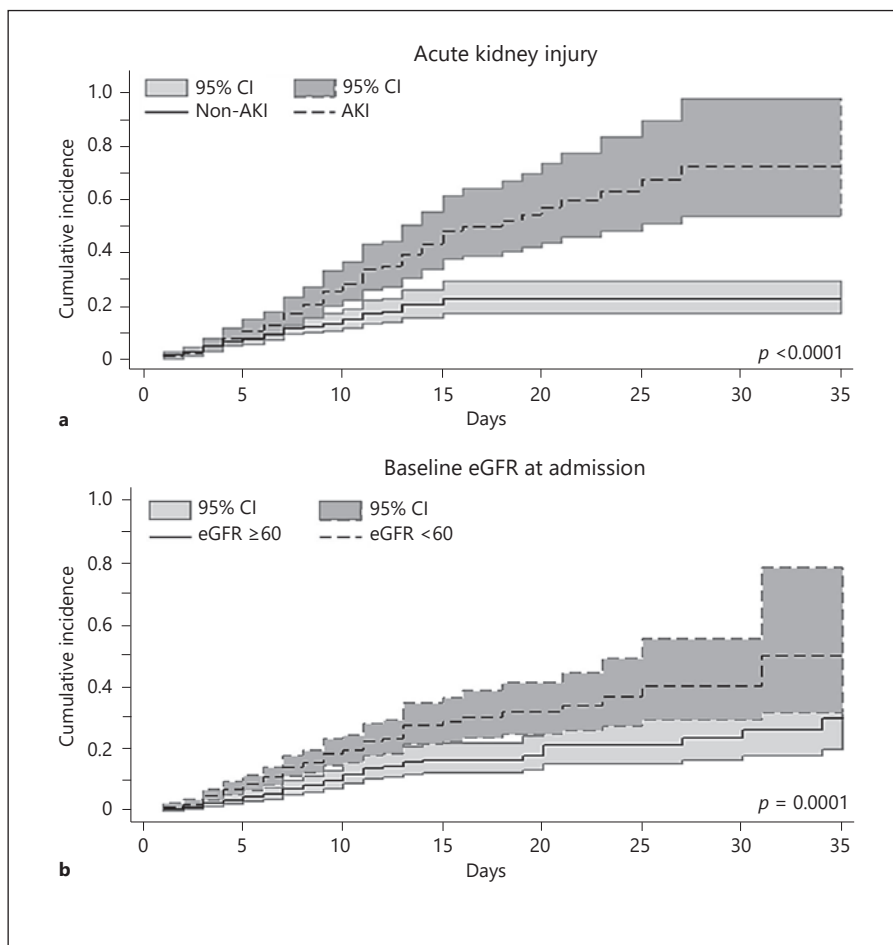 Acute kidney injury
95% CI 95% CI
Non-AKI AKI
1.0
0.8
0.6
0.4
0.2
0
Cumulative incidence
p <0.0001
0 5 10 15 20 25 30 35
Days
a
Baseline eGFR at admission
95% CI 95% CI
eGFR ≥60 eGFR <60
1.0
0.8
0.6
0.4
0.2
0
Cumulative incidence
p = 0.0001
0 5 10 15 20 25 30 35
Days
b